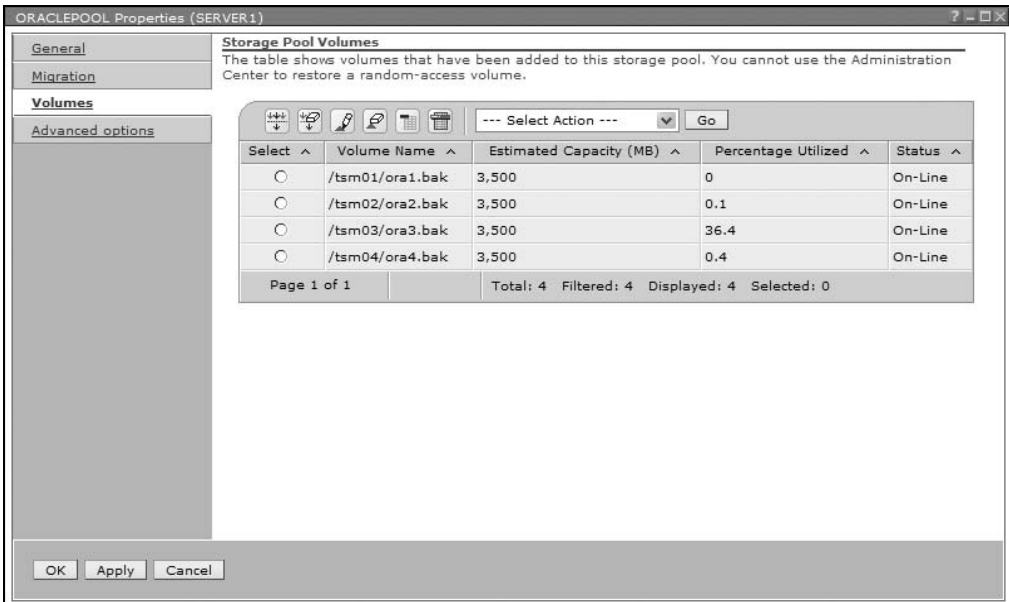 ORACLEPOOL Properties (SERVER1)
General
Migration
Volumes
Advanced options
Storage Pool Volumes
The table shows volumes that have been added to this storage pool. You cannot use the Administration
Center to restore a random-access volume.
--- Select Action --- Go
Select Volume Name Estimated Capacity (MB) Percentage Utilized Status
/tsm01/ora1.bak 3,500 0 On-Line
/tsm02/ora2.bak 3,500 0.1 On-Line
/tsm03/ora3.bak 3,500 36.4 On-Line
/tsm04/ora4.bak 3,500 0.4 On-Line
Page 1 of 1 Total: 4 Filtered: 4 Displayed: 4 Selected: 0
OK Apply Cancel